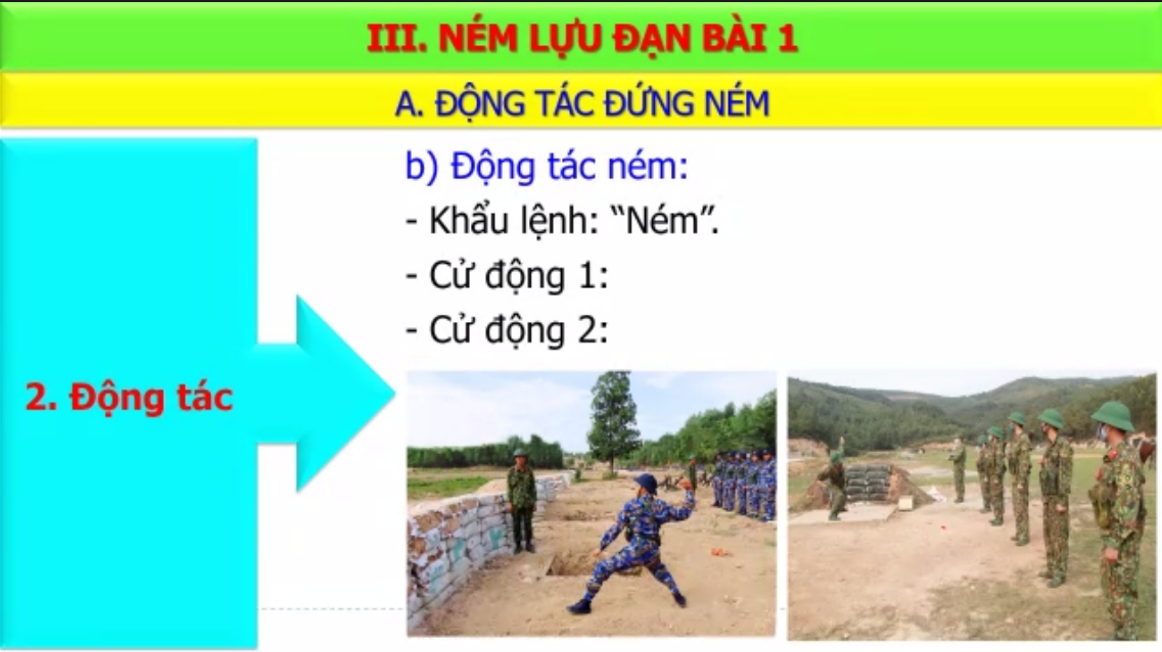 III. NÉM LỰU ĐẠN BÀI 1
A. ĐỘNG TÁC ĐỨNG NÉM
2. Động tác
b) Động tác ném:
- Khẩu lệnh: “Ném”.
- Cử động 1:
- Cử động 2: